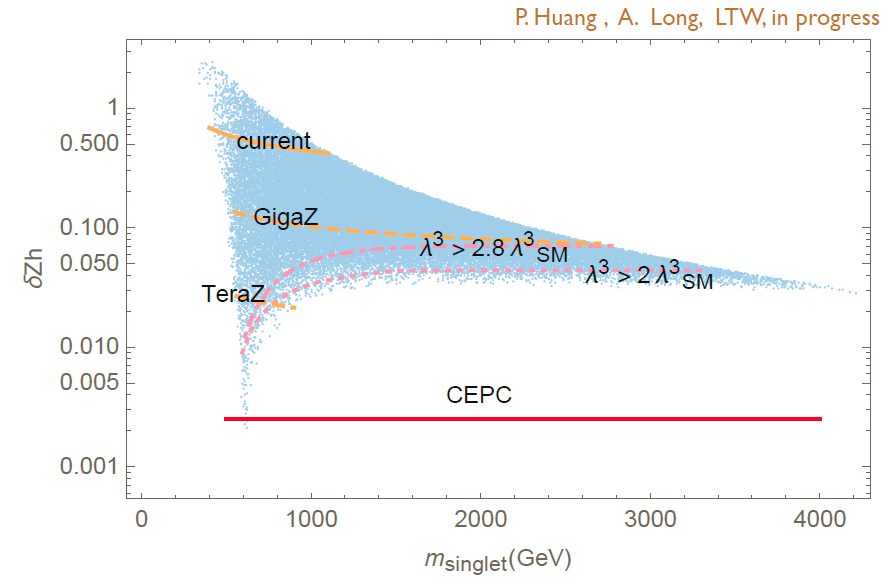 P. Huang , A. Long, LTW, in progress
1
0.500
0.100
0.050
0.010
0.005
0.001
δZh
current
GigaZ
λ³ > 2.8 λ³SM
λ³ > 2 λ³SM
TeraZ
CEPC
0 1000 2000 3000 4000
msinglet(GeV)